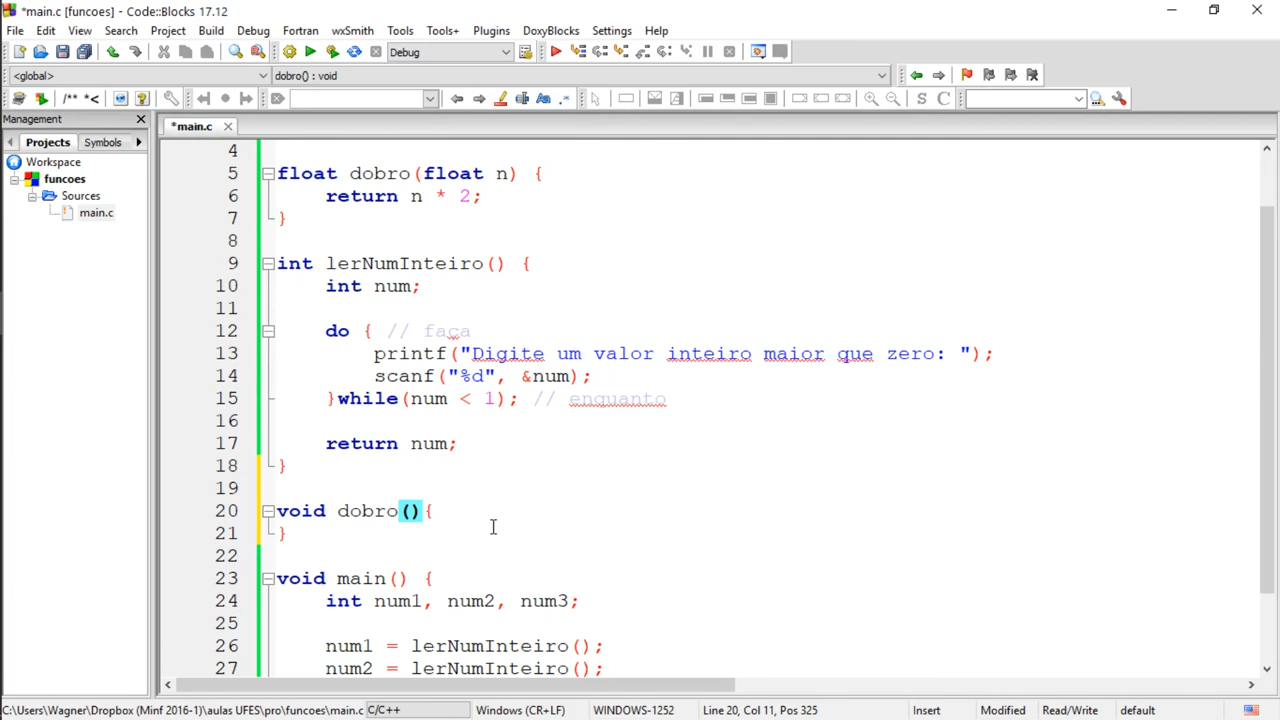 *main.c [funcoes] - Code::Blocks 17.12
File Edit View Search Project Build Debug Fortran wxSmith Tools Tools+ Plugins DoxyBlocks Settings Help
Debug
<global> dobro() : void
/** *< Aa .* S C
Management *main.c
Projects Symbols
Workspace
funcoes
Sources
main.c
4
5 float dobro(float n) {
6 return n * 2;
7 }
8
9 int lerNumInteiro() {
10 int num;
11
12 do { // faca
13 printf("Digite um valor inteiro maior que zero: ");
14 scanf("%d", &num);
15 }while(num < 1); // enquanto
16
17 return num;
18 }
19
20 void dobro(){
21 }
22
23 void main() {
24 int num1, num2, num3;
25
26 num1 = lerNumInteiro();
27 num2 = lerNumInteiro();
C:\Users\Wagner\Dropbox (Minf 2016-1)\aulas UFES\pro\funcoes\main.c C/C++ Windows (CR+LF) WINDOWS-1252 Line 20, Col 11, Pos 325 Insert Modified Read/Write default